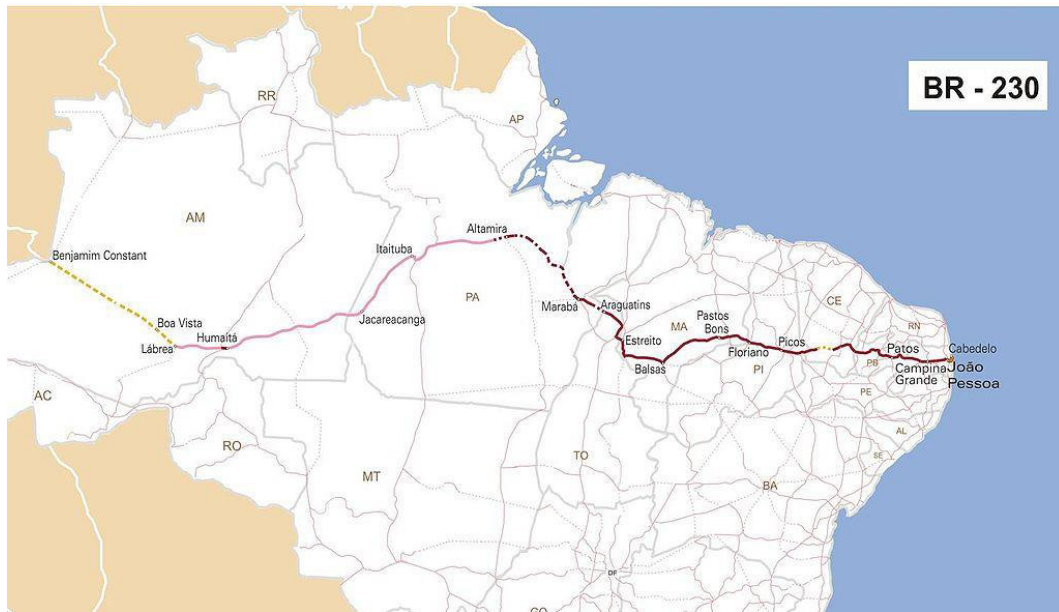 BR - 230
RR
AP
AM
Benjamim Constant
Altamira
Itaituba
PA
Boa Vista
Humaitá
Lábrea
Jacareacanga
Marabá
Araguatins
Estreito
MA
Pastos
Bons
Balsas
Floriano
Picos
PI
CE
RN
Patos
PB
Campina
Grande
Cabedelo
João
Pessoa
PE
AL
SE
AC
RO
MT
TO
BA
DF
GO